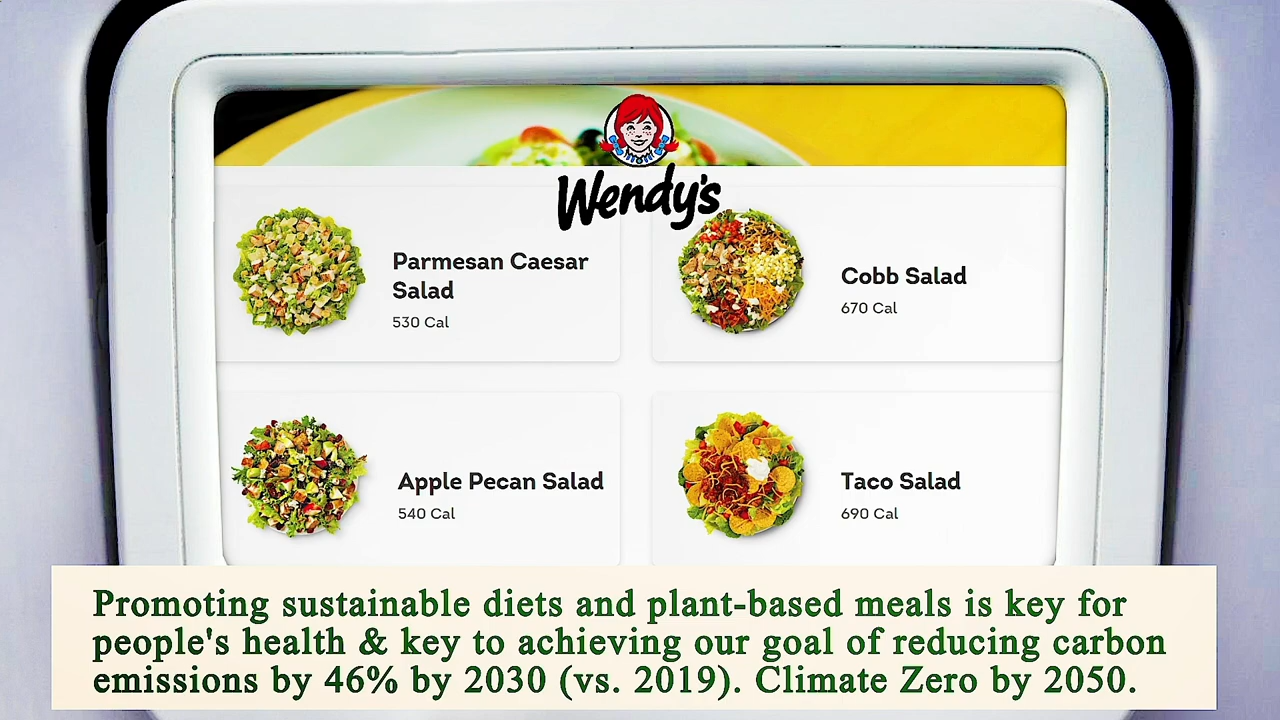 Wendy's
Parmesan Caesar
Salad
530 Cal
Cobb Salad
670 Cal
Apple Pecan Salad
540 Cal
Taco Salad
690 Cal
Promoting sustainable diets and plant-based meals is key for
people's health & key to achieving our goal of reducing carbon
emissions by 46% by 2030 (vs. 2019). Climate Zero by 2050.